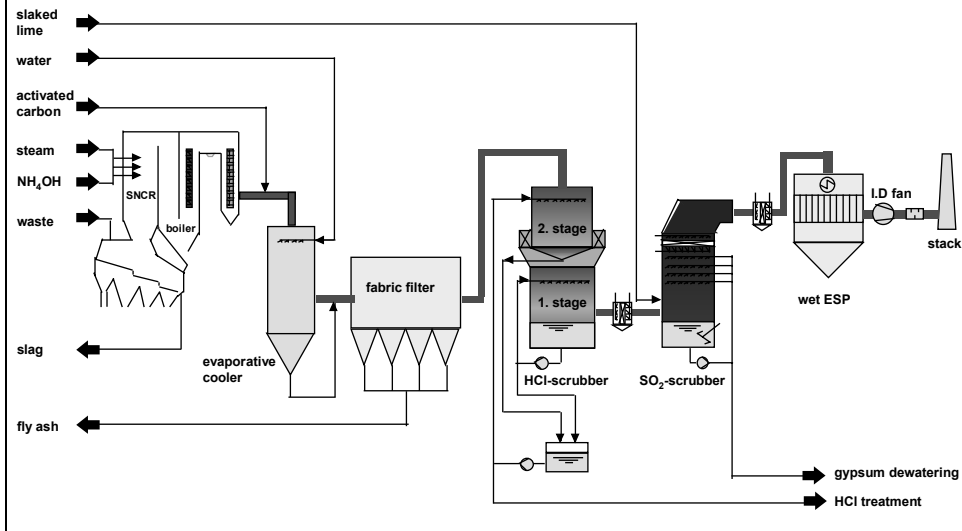 slaked
lime
water
activated
carbon
steam
NH₄OH
waste
SNCR
boiler
slag
fly ash
evaporative
cooler
fabric filter
2. stage
1. stage
HCl-scrubber
SO₂-scrubber
wet ESP
I.D fan
stack
gypsum dewatering
HCl treatment